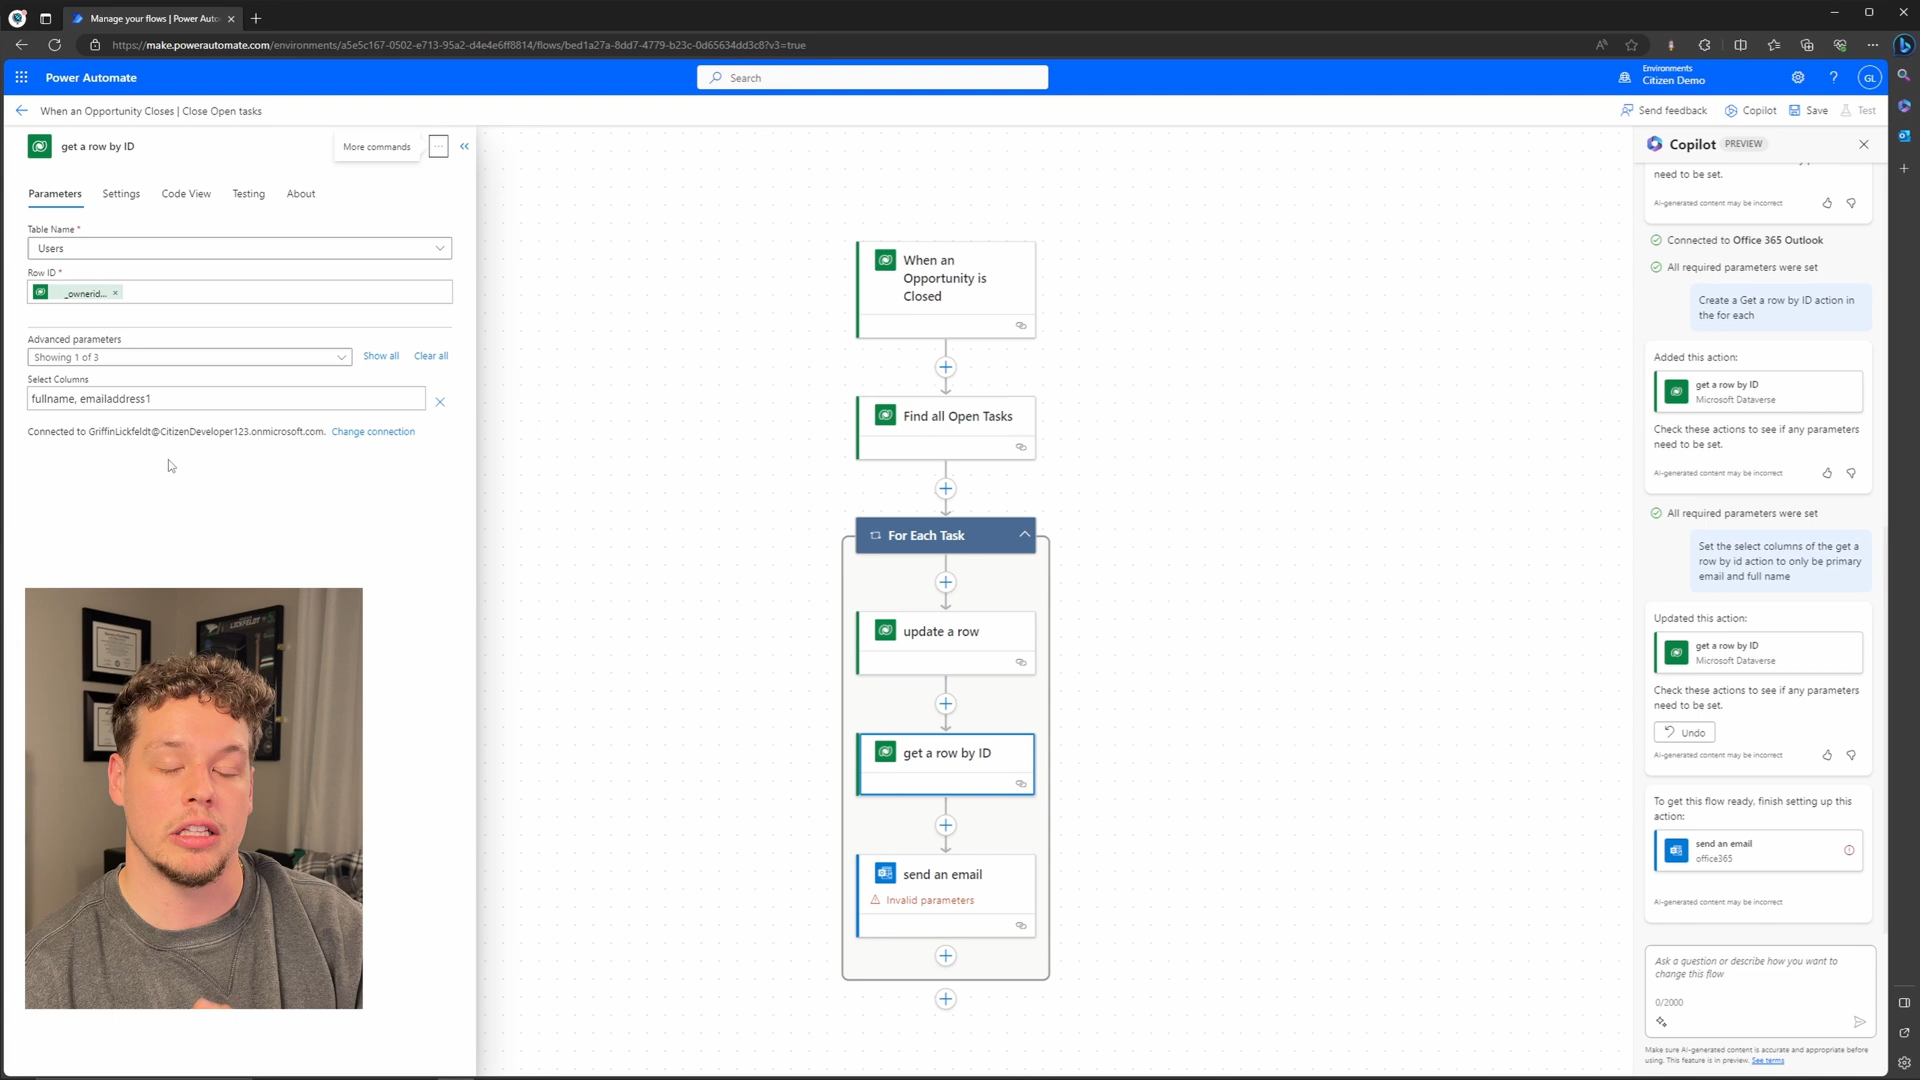 Manage your flows | Power Auto
https://make.powerautomate.com/environments/a5e5c167-0502-e713-95a2-d4e4e6ff8814/flows/bed1a27a-8dd7-4779-b23c-0d65634dd3c8?v3=true
Power Automate
Search
Environments
Citizen Demo
GL
When an Opportunity Closes | Close Open tasks
Send feedback
Copilot
Save
Test
get a row by ID
More commands
Parameters
Settings
Code View
Testing
About
Table Name *
Users
Row ID *
_ownerid...
Advanced parameters
Showing 1 of 3
Show all
Clear all
Select Columns
fullname, emailaddress1
Connected to GriffinLickfeldt@CitizenDeveloper123.onmicrosoft.com. Change connection
LICKFELDT
When an
Opportunity is
Closed
Find all Open Tasks
For Each Task
update a row
get a row by ID
send an email
Invalid parameters
Copilot PREVIEW
need to be set.
AI-generated content may be incorrect
Connected to Office 365 Outlook
All required parameters were set
Create a Get a row by ID action in
the for each
Added this action:
get a row by ID
Microsoft Dataverse
Check these actions to see if any parameters
need to be set.
AI-generated content may be incorrect
All required parameters were set
Set the select columns of the get a
row by id action to only be primary
email and full name
Updated this action:
get a row by ID
Microsoft Dataverse
Check these actions to see if any parameters
need to be set.
Undo
AI-generated content may be incorrect
To get this flow ready, finish setting up this
action:
send an email
office365
AI-generated content may be incorrect
Ask a question or describe how you want to
change this flow
0/2000
Make sure AI-generated content is accurate and appropriate before
using. This feature is in preview. See terms